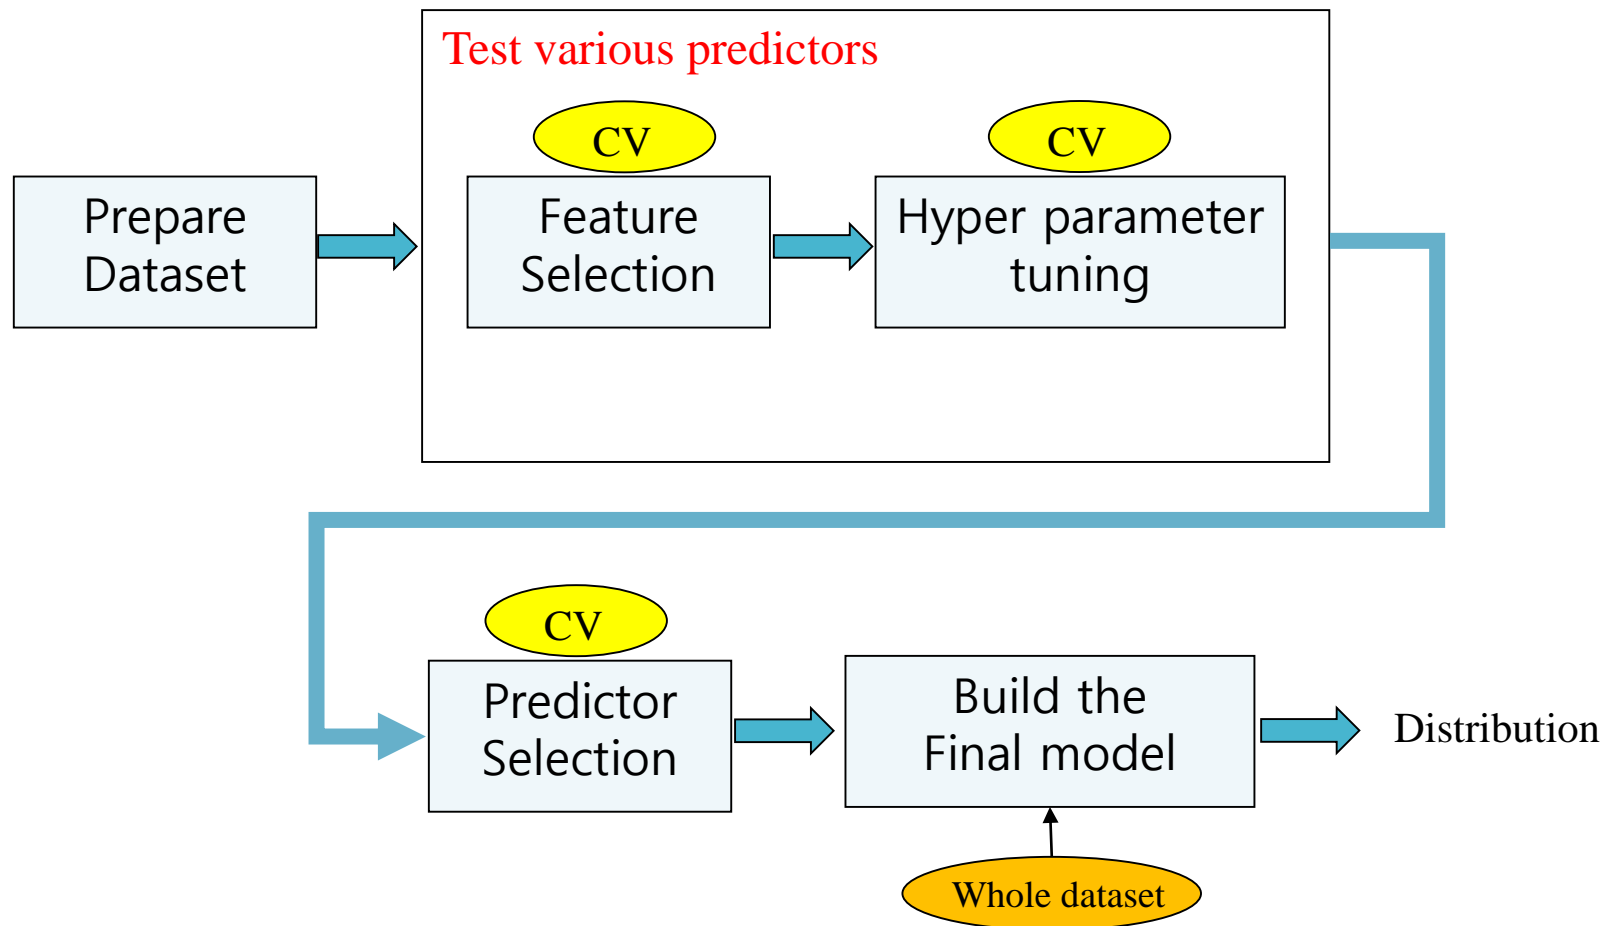 Test various predictors
CV
CV
Prepare
Dataset
Feature
Selection
Hyper parameter
tuning
CV
Predictor
Selection
Build the
Final model
Distribution
Whole dataset